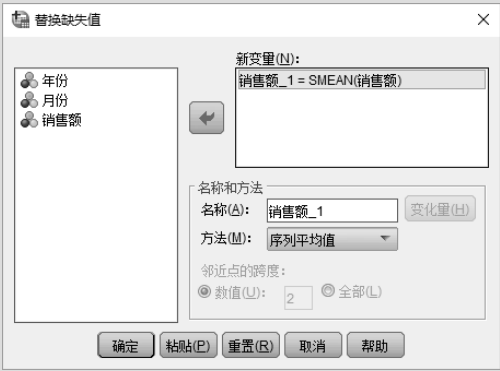 替换缺失值
年份
月份
销售额
新变量(N):
销售额_1 = SMEAN(销售额)
名称和方法
名称(A): 销售额_1 变化量(H)
方法(M): 序列平均值
邻近点的跨度:
数值(U): 2 全部(L)
确定 粘贴(P) 重置(R) 取消 帮助